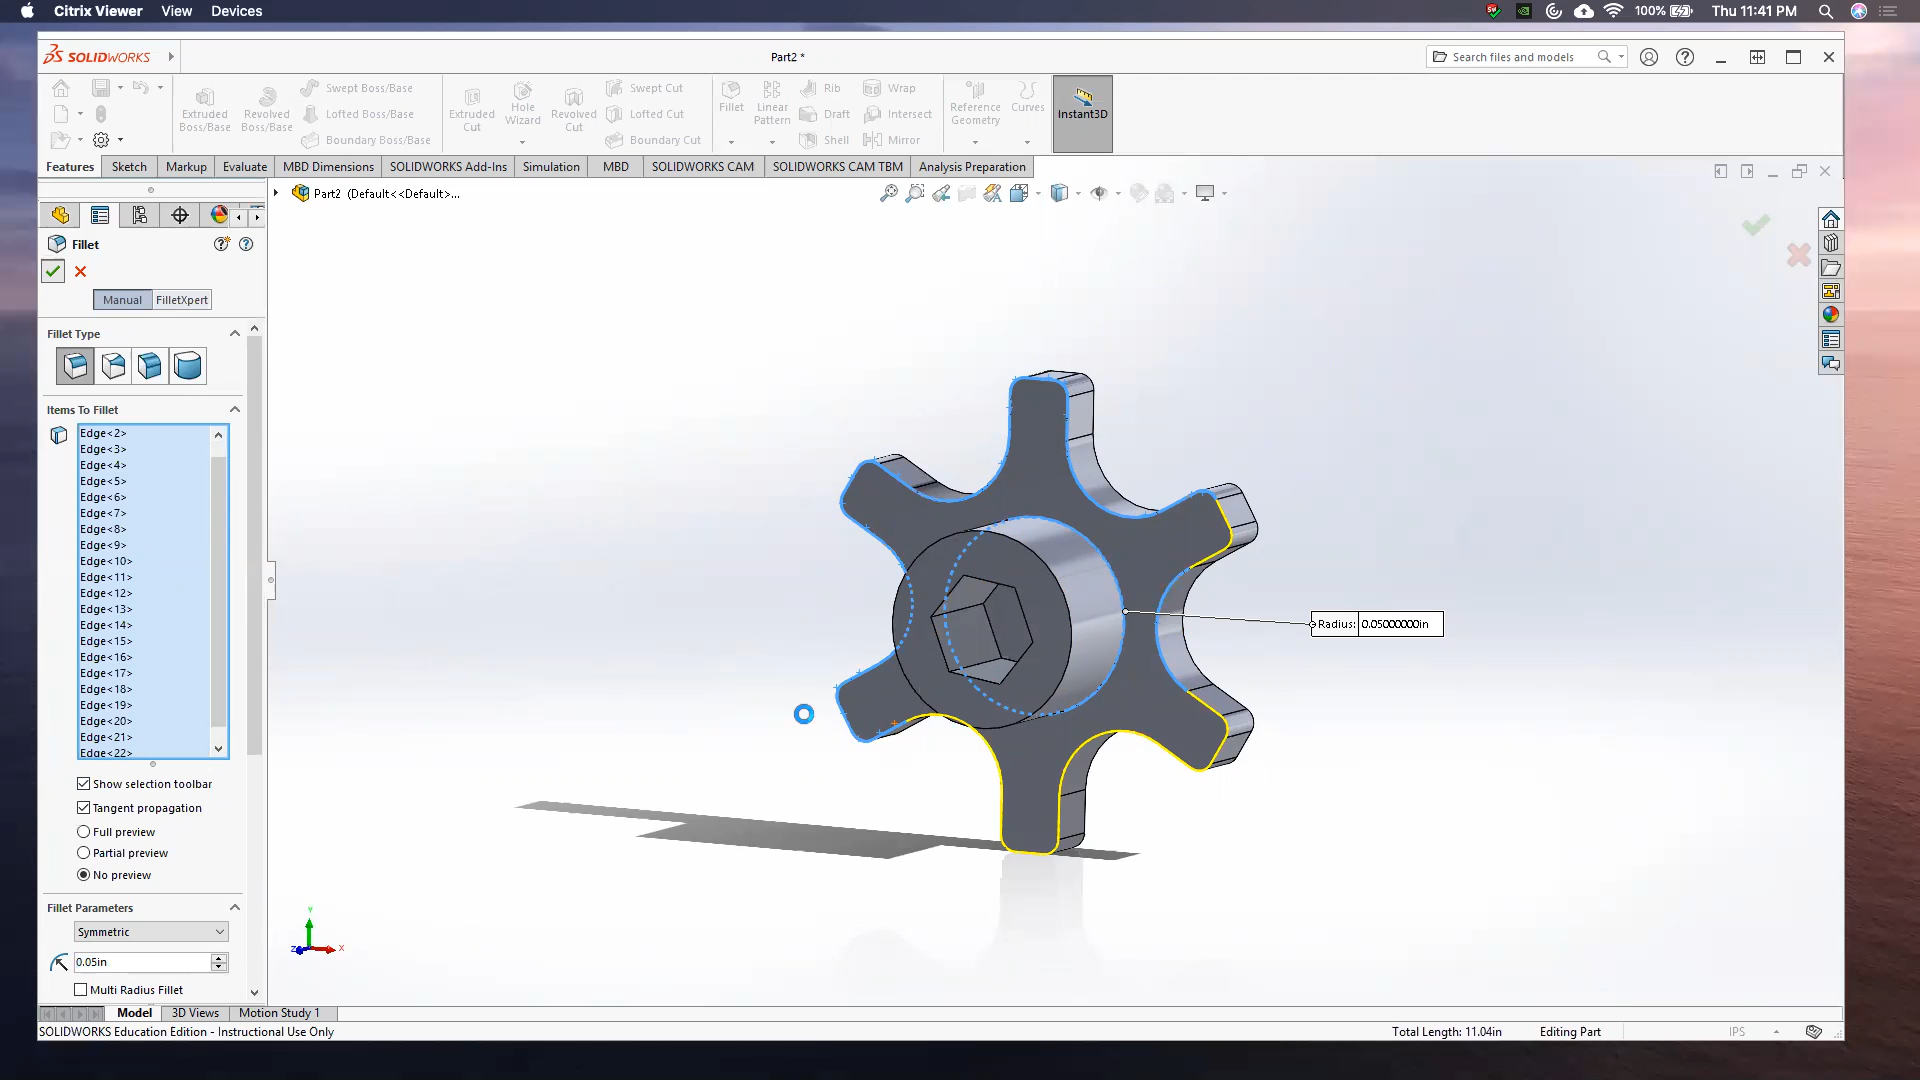 Citrix Viewer View Devices 100% Thu 11:41 PM
SOLIDWORKS Part2 * Search files and models
Extruded Boss/Base
Revolved Boss/Base
Swept Boss/Base
Lofted Boss/Base
Boundary Boss/Base
Extruded Cut
Hole Wizard
Revolved Cut
Swept Cut
Lofted Cut
Boundary Cut
Fillet
Linear Pattern
Rib
Draft
Shell
Wrap
Intersect
Mirror
Reference Geometry
Curves
Instant3D
Features Sketch Markup Evaluate MBD Dimensions SOLIDWORKS Add-Ins Simulation MBD SOLIDWORKS CAM SOLIDWORKS CAM TBM Analysis Preparation
Part2 (Default<<Default>...
Fillet
Manual FilletXpert
Fillet Type
Items To Fillet
Edge<2>
Edge<3>
Edge<4>
Edge<5>
Edge<6>
Edge<7>
Edge<8>
Edge<9>
Edge<10>
Edge<11>
Edge<12>
Edge<13>
Edge<14>
Edge<15>
Edge<16>
Edge<17>
Edge<18>
Edge<19>
Edge<20>
Edge<21>
Edge<22>
Show selection toolbar
Tangent propagation
Full preview
Partial preview
No preview
Fillet Parameters
Symmetric
0.05in
Multi Radius Fillet
Radius: 0.05000000in
Y
Z X
Model 3D Views Motion Study 1
SOLIDWORKS Education Edition - Instructional Use Only Total Length: 11.04in Editing Part IPS